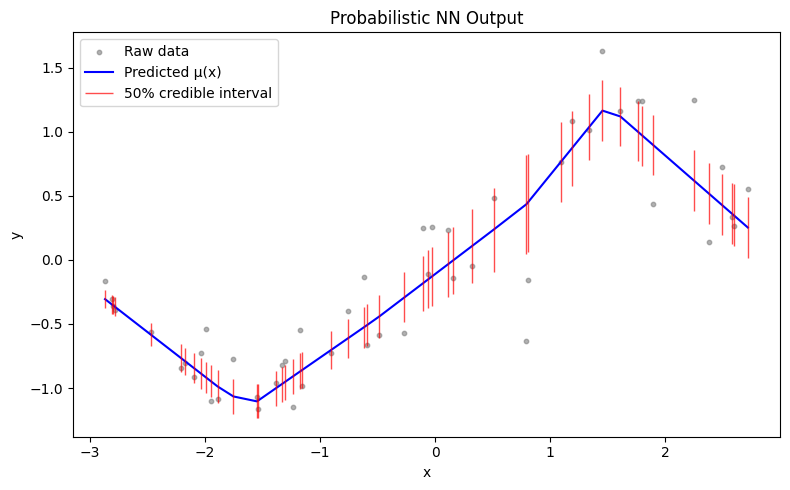 Probabilistic NN Output
Raw data
Predicted μ(x)
50% credible interval
y
1.5
1.0
0.5
0.0
−0.5
−1.0
−3
−2
−1
0
1
2
x